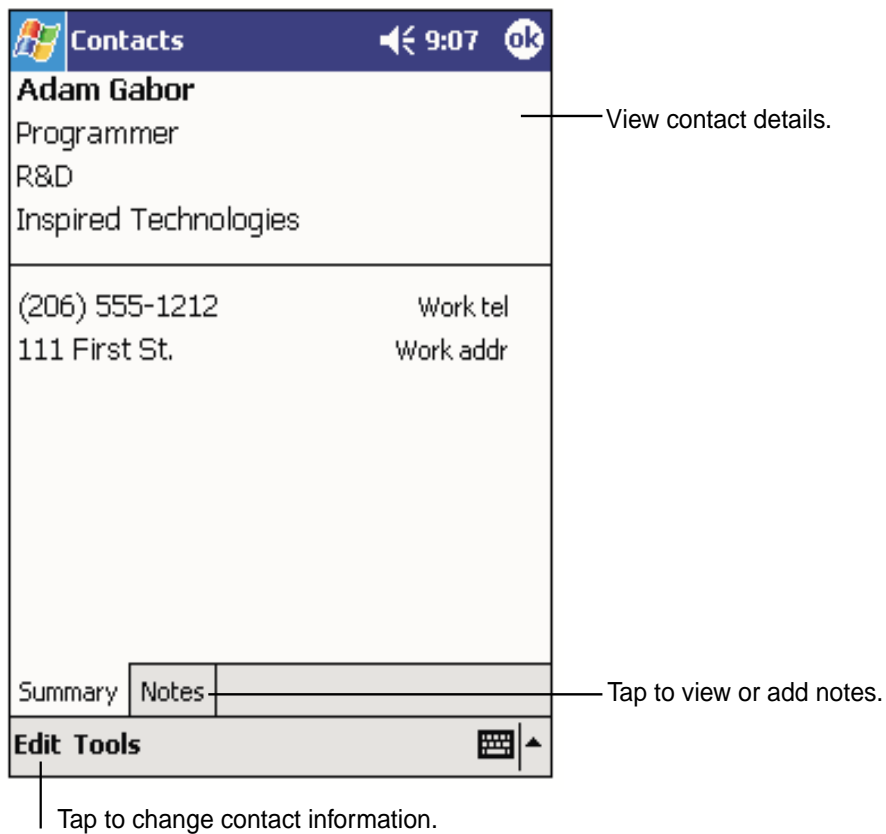 Contacts 9:07 ok
Adam Gabor
View contact details.
Programmer
R&D
Inspired Technologies
(206) 555-1212 Work tel
111 First St. Work addr
Summary Notes
Tap to view or add notes.
Edit Tools
Tap to change contact information.